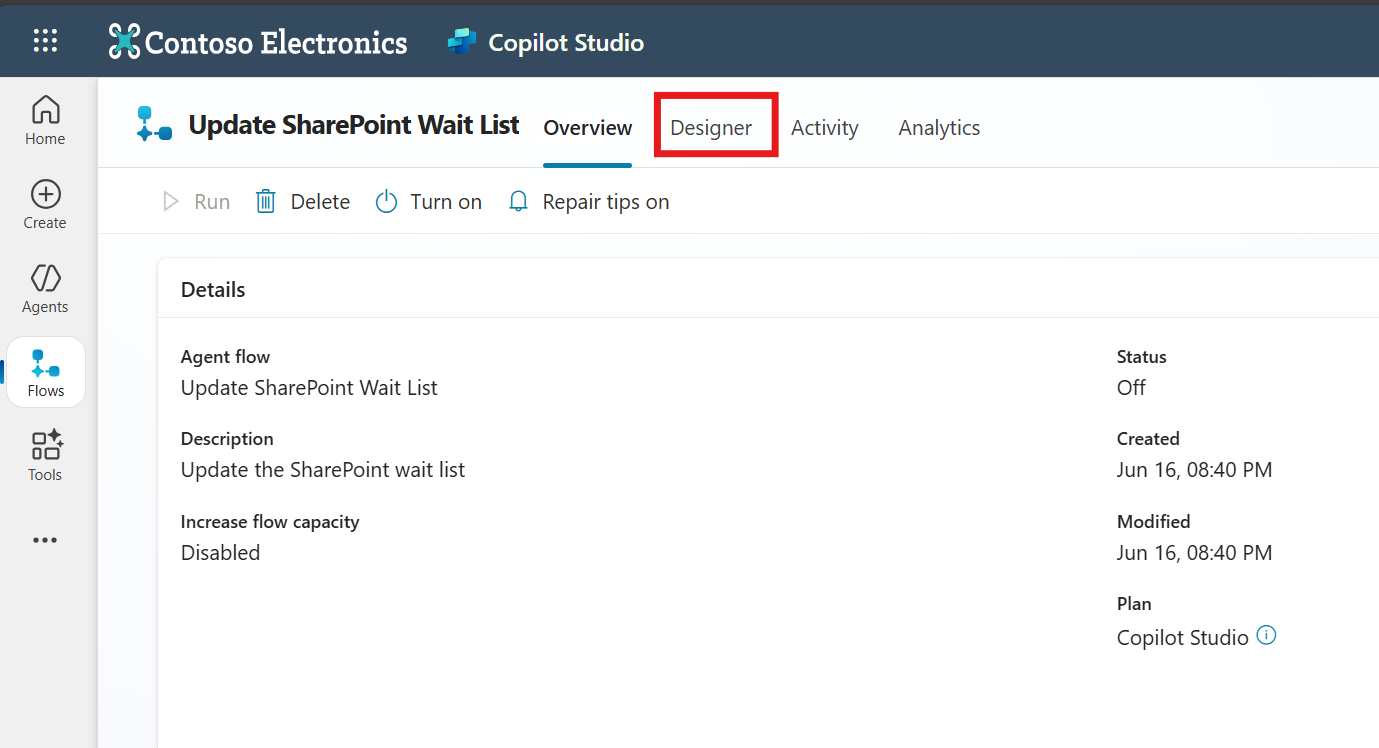 Contoso Electronics
Copilot Studio
Home
Create
Agents
Flows
Tools
Update SharePoint Wait List
Overview
Designer
Activity
Analytics
Run
Delete
Turn on
Repair tips on
Details
Agent flow
Update SharePoint Wait List
Description
Update the SharePoint wait list
Increase flow capacity
Disabled
Status
Off
Created
Jun 16, 08:40 PM
Modified
Jun 16, 08:40 PM
Plan
Copilot Studio